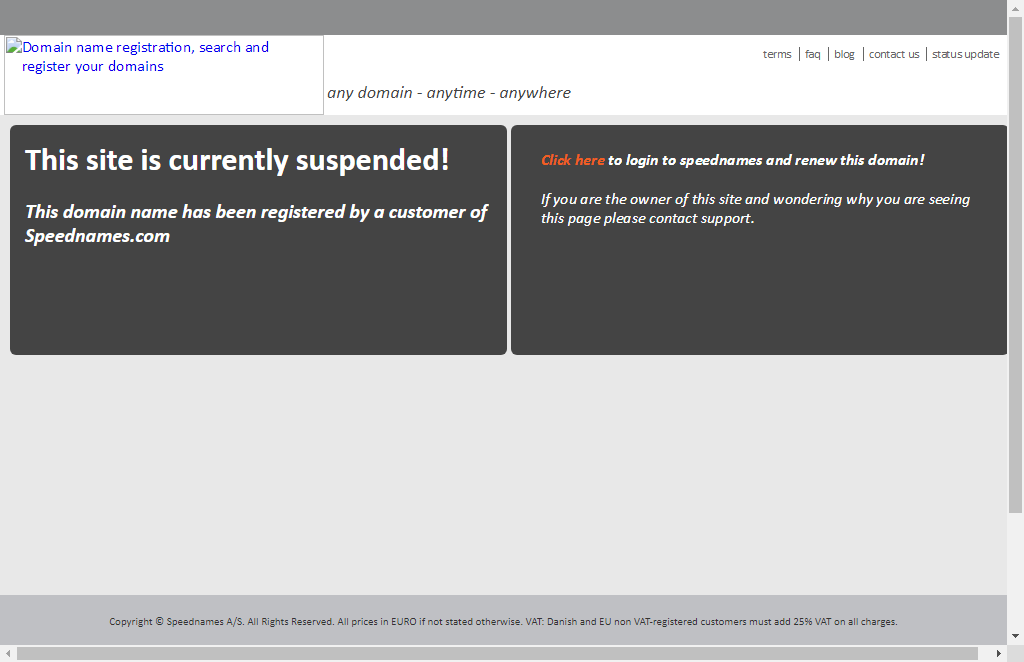 Domain name registration, search and
register your domains
terms faq blog contact us status update
any domain - anytime - anywhere
This site is currently suspended!
This domain name has been registered by a customer of
Speednames.com
Click here to login to speednames and renew this domain!
If you are the owner of this site and wondering why you are seeing
this page please contact support.
Copyright © Speednames A/S. All Rights Reserved. All prices in EURO if not stated otherwise. VAT: Danish and EU non VAT-registered customers must add 25% VAT on all charges.